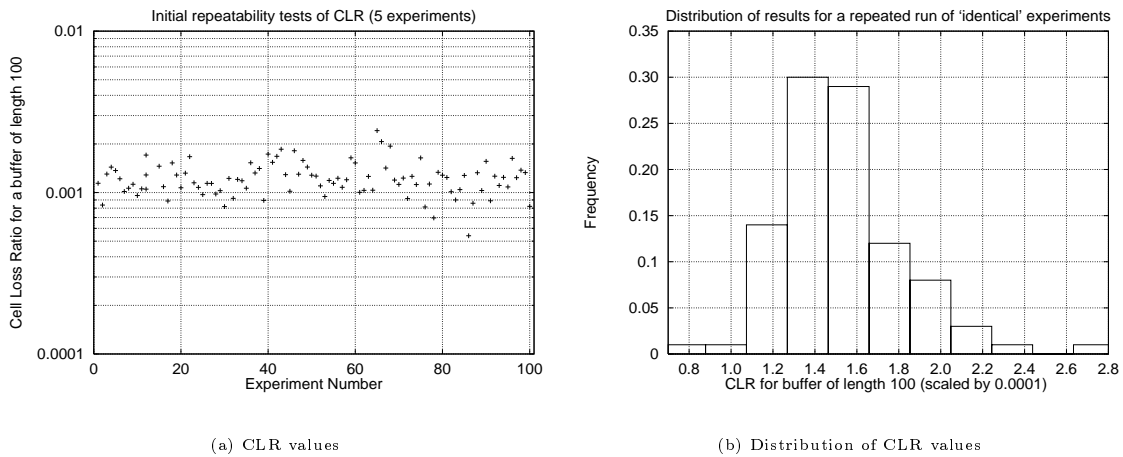 Initial repeatability tests of CLR (5 experiments)
0.01
0.001
0.0001
Cell Loss Ratio for a buffer of length 100
0 20 40 60 80 100
Experiment Number
(a) CLR values
Distribution of results for a repeated run of ‘identical’ experiments
0.35
0.30
0.25
0.20
0.15
0.1
0.05
0
Frequency
0.8 1.0 1.2 1.4 1.6 1.8 2.0 2.2 2.4 2.6 2.8
CLR for buffer of length 100 (scaled by 0.0001)
(b) Distribution of CLR values